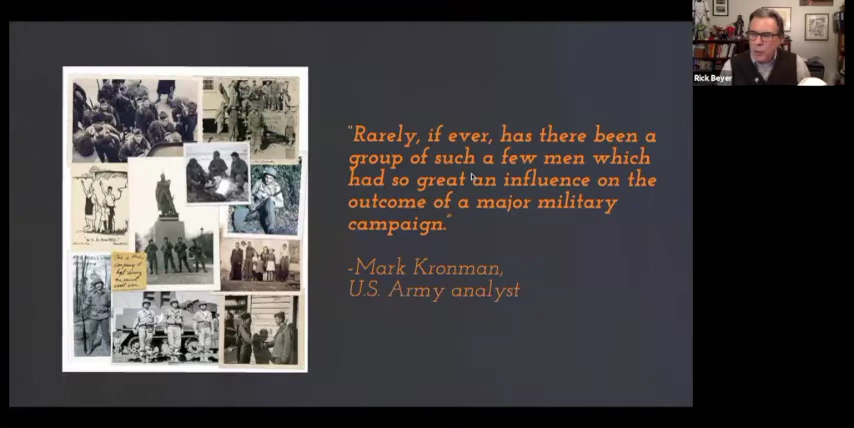 "Rarely, if ever, has there been a
group of such a few men which
had so great an influence on the
outcome of a major military
campaign."
-Mark Kronman,
U.S. Army analyst
Rick Beyer